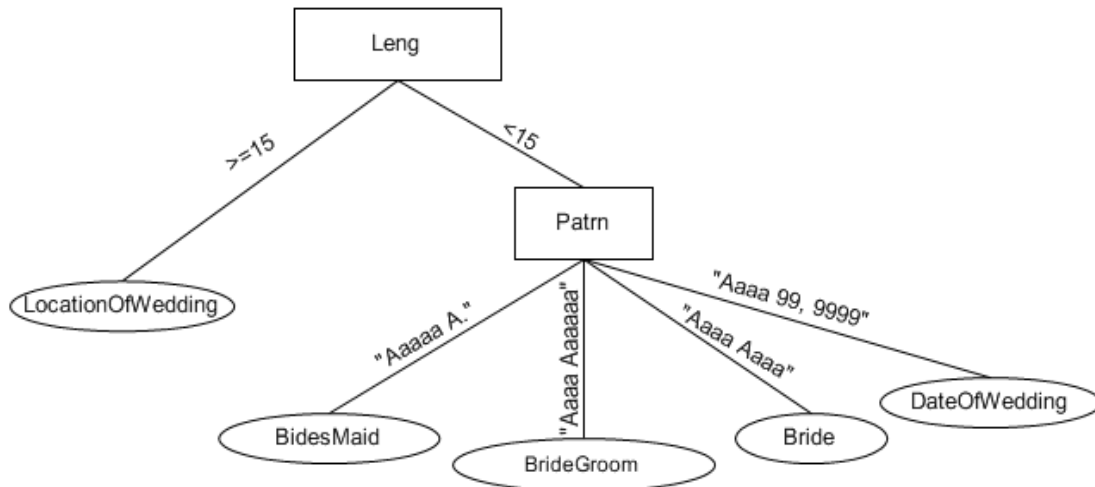 Leng
>=15
<15
Patrn
LocationOfWedding
"Aaaaa A."
"Aaaa Aaaaaa"
"Aaaa Aaaa"
"Aaaa 99, 9999"
BidesMaid
BrideGroom
Bride
DateOfWedding